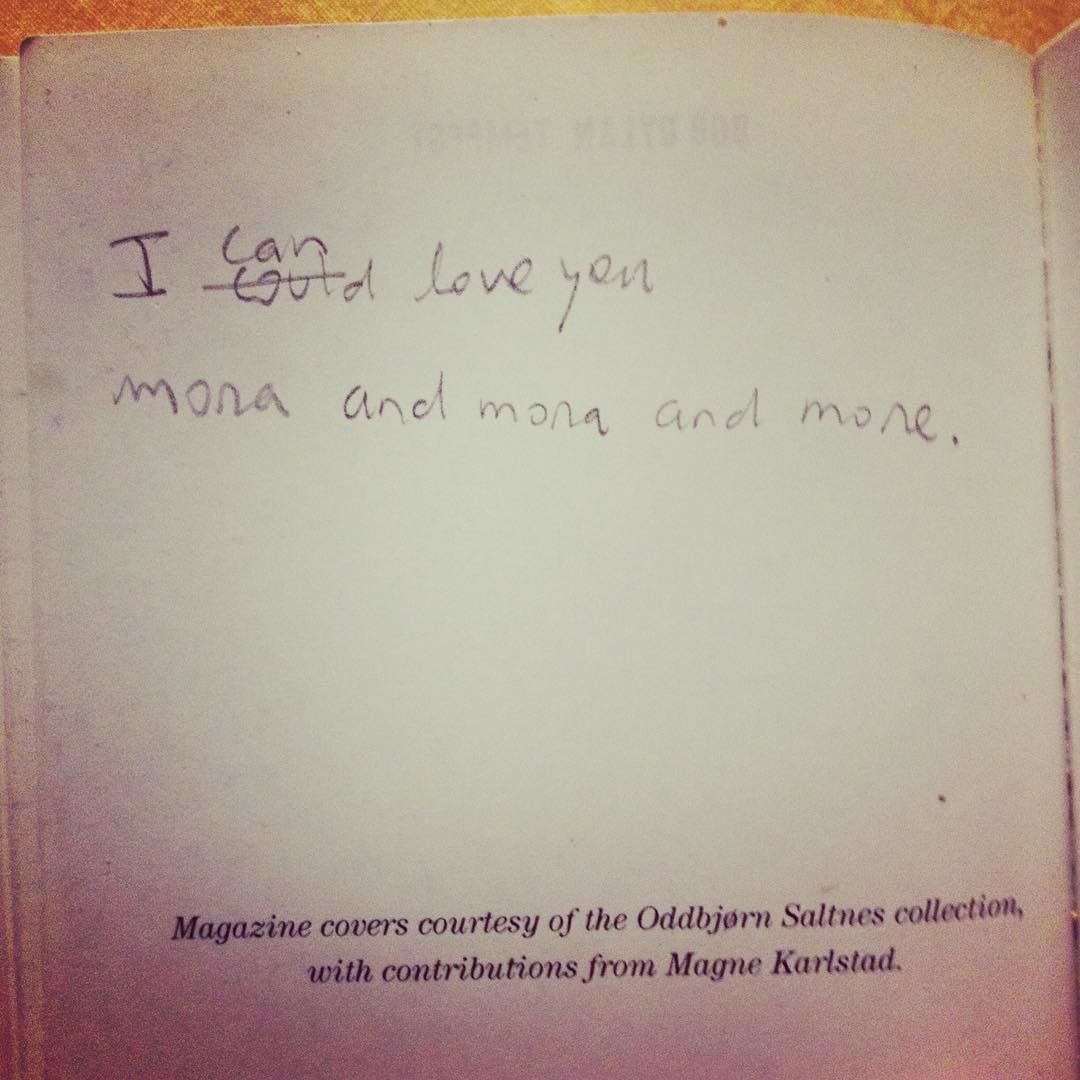 I can could love you
mora and mora and more.
Magazine covers courtesy of the Oddbjørn Saltnes collection,
with contributions from Magne Karlstad.